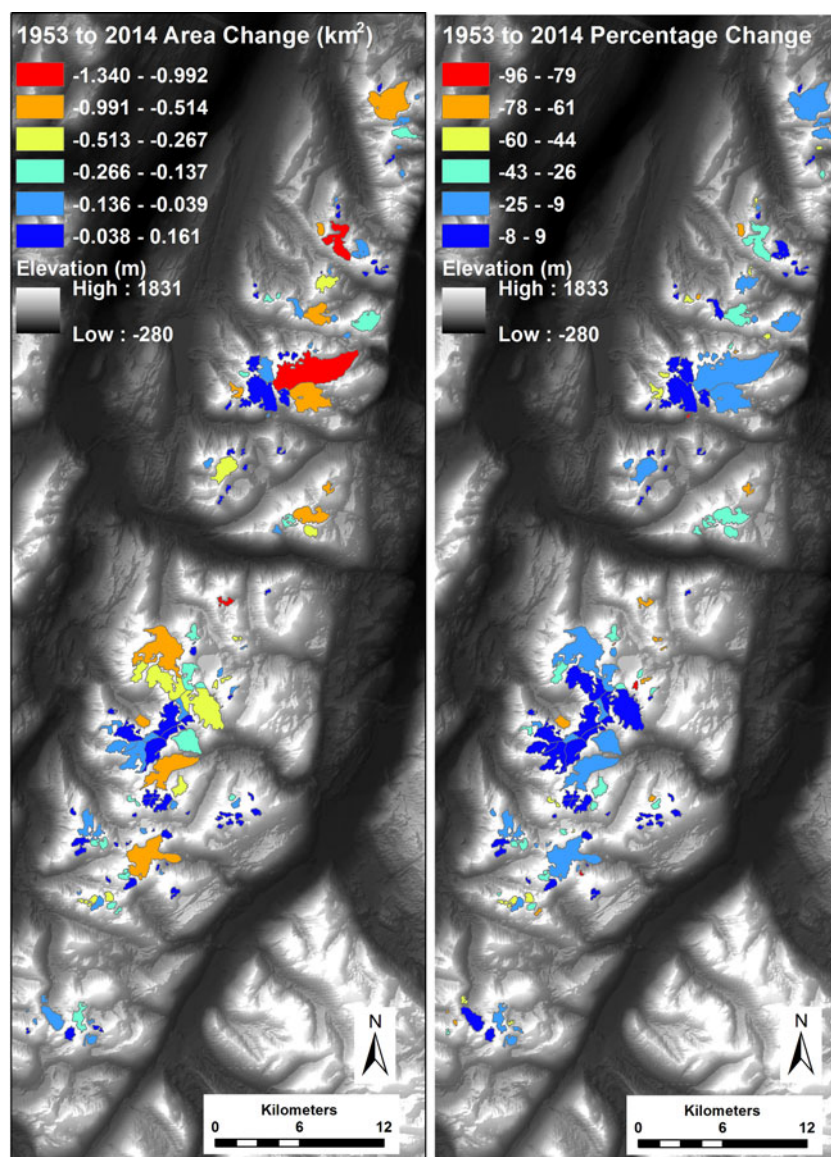 1953 to 2014 Area Change (km²)
-1.340 - -0.992
-0.991 - -0.514
-0.513 - -0.267
-0.266 - -0.137
-0.136 - -0.039
-0.038 - 0.161
Elevation (m)
High : 1831
Low : -280
N
Kilometers
0 6 12
1953 to 2014 Percentage Change
-96 - -79
-78 - -61
-60 - -44
-43 - -26
-25 - -9
-8 - 9
High : 1833
Low : -280
N
Kilometers
0 6 12